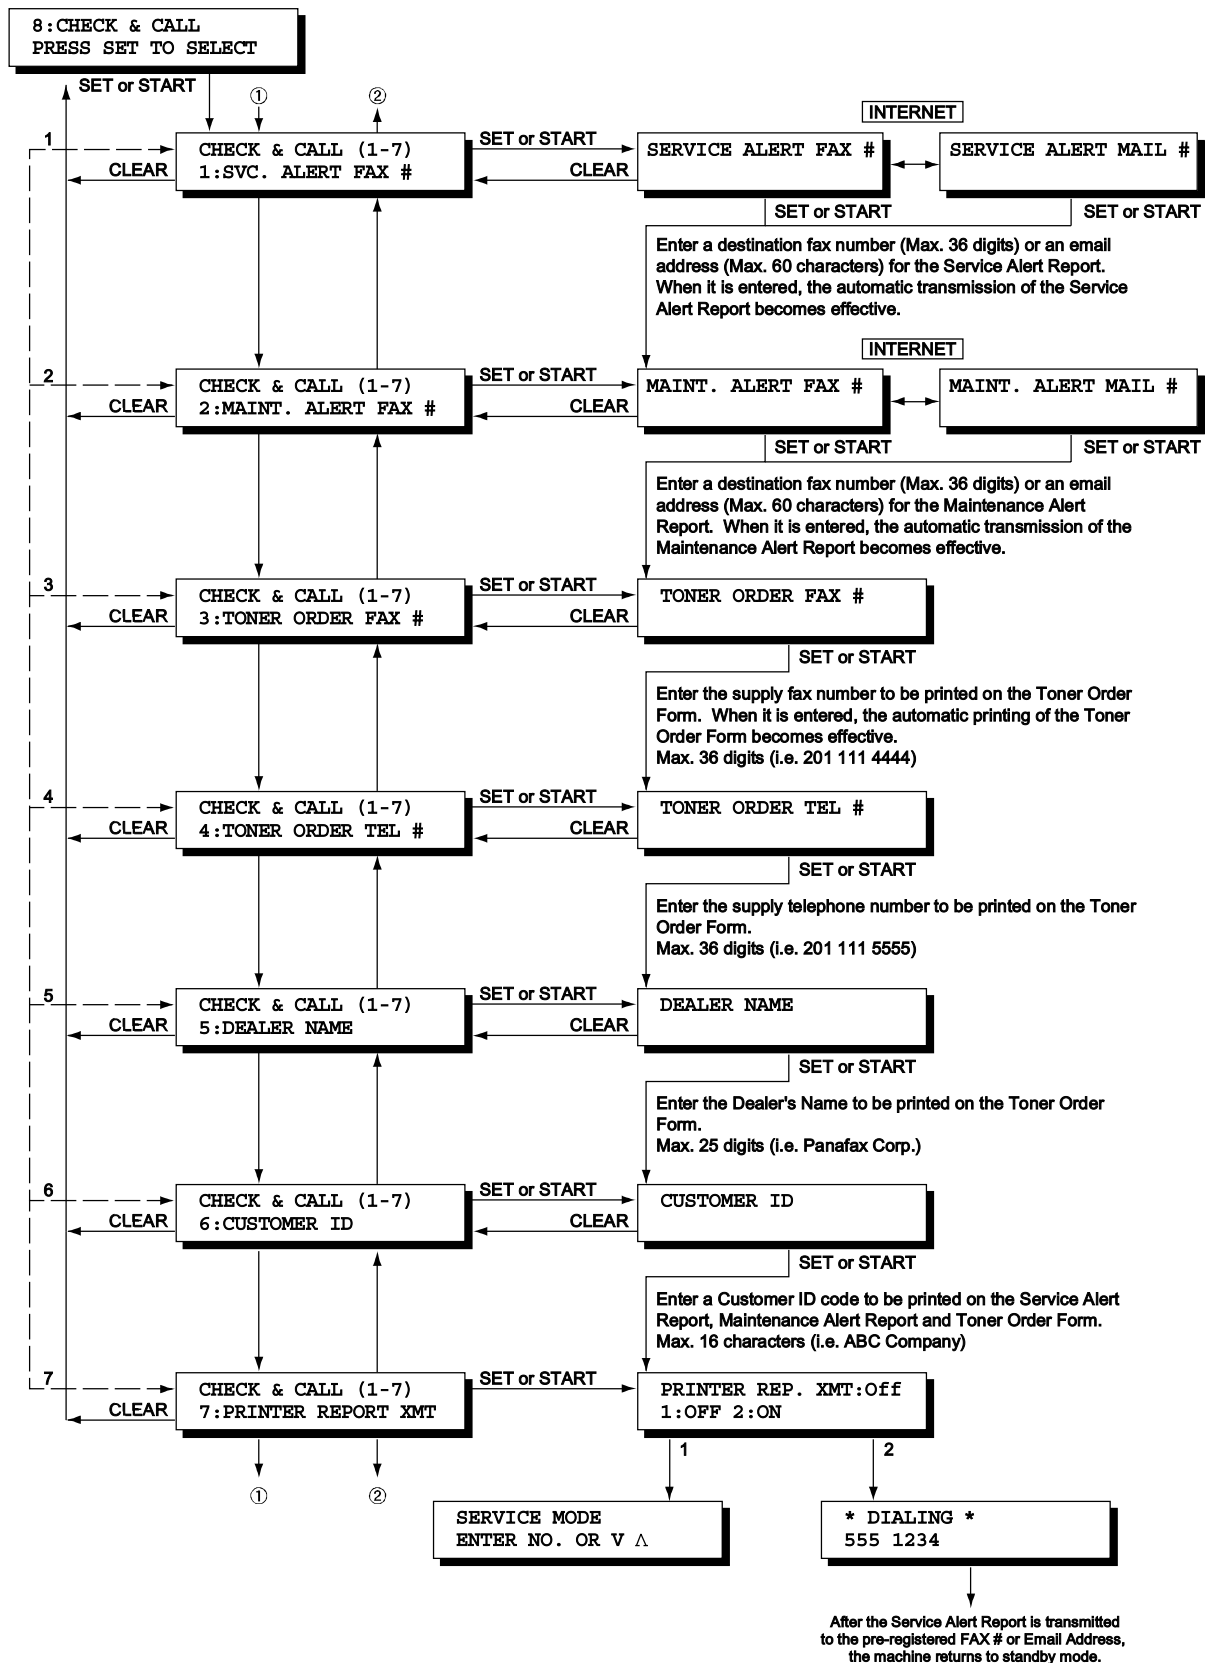 8:CHECK & CALL
PRESS SET TO SELECT
SET or START
①
②
INTERNET
1
CHECK & CALL (1-7)
1:SVC. ALERT FAX #
CLEAR
SET or START
CLEAR
SERVICE ALERT FAX #
SERVICE ALERT MAIL #
SET or START
SET or START
Enter a destination fax number (Max. 36 digits) or an email
address (Max. 60 characters) for the Service Alert Report.
When it is entered, the automatic transmission of the Service
Alert Report becomes effective.
INTERNET
2
CHECK & CALL (1-7)
2:MAINT. ALERT FAX #
CLEAR
SET or START
CLEAR
MAINT. ALERT FAX #
MAINT. ALERT MAIL #
SET or START
SET or START
Enter a destination fax number (Max. 36 digits) or an email
address (Max. 60 characters) for the Maintenance Alert
Report.  When it is entered, the automatic transmission of the
Maintenance Alert Report becomes effective.
3
CHECK & CALL (1-7)
3:TONER ORDER FAX #
CLEAR
SET or START
CLEAR
TONER ORDER FAX #
SET or START
Enter the supply fax number to be printed on the Toner Order
Form.  When it is entered, the automatic printing of the Toner
Order Form becomes effective.
Max. 36 digits (i.e. 201 111 4444)
4
CHECK & CALL (1-7)
4:TONER ORDER TEL #
CLEAR
SET or START
CLEAR
TONER ORDER TEL #
SET or START
Enter the supply telephone number to be printed on the Toner
Order Form.
Max. 36 digits (i.e. 201 111 5555)
5
CHECK & CALL (1-7)
5:DEALER NAME
CLEAR
SET or START
CLEAR
DEALER NAME
SET or START
Enter the Dealer's Name to be printed on the Toner Order
Form.
Max. 25 digits (i.e. Panafax Corp.)
6
CHECK & CALL (1-7)
6:CUSTOMER ID
CLEAR
SET or START
CLEAR
CUSTOMER ID
SET or START
Enter a Customer ID code to be printed on the Service Alert
Report, Maintenance Alert Report and Toner Order Form.
Max. 16 characters (i.e. ABC Company)
7
CHECK & CALL (1-7)
7:PRINTER REPORT XMT
CLEAR
SET or START
PRINTER REP. XMT:Off
1:OFF 2:ON
1
2
①
②
SERVICE MODE
ENTER NO. OR V Λ
* DIALING *
555 1234
After the Service Alert Report is transmitted
to the pre-registered FAX # or Email Address,
the machine returns to standby mode.